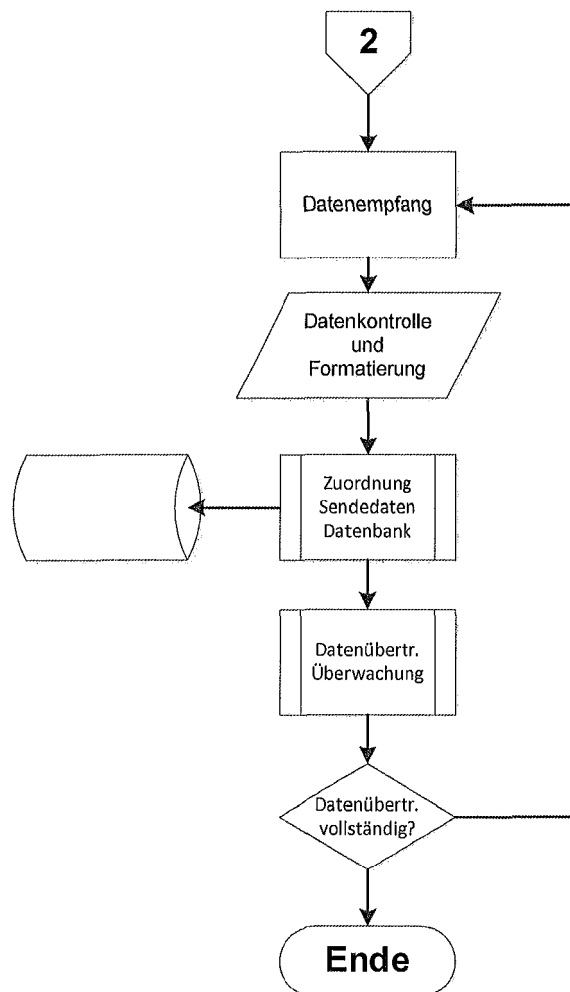 2
Datenempfang
Datenkontrolle
und
Formatierung
Zuordnung
Sendedaten
Datenbank
Datenübertr.
Überwachung
Datenübertr.
vollständig?
Ende